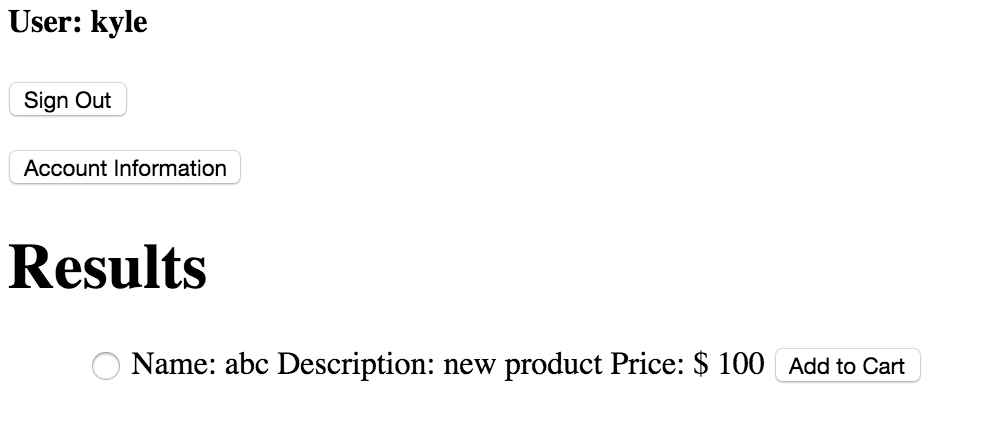 User: kyle
Sign Out
Account Information
Results
Name: abc Description: new product Price: $ 100 Add to Cart